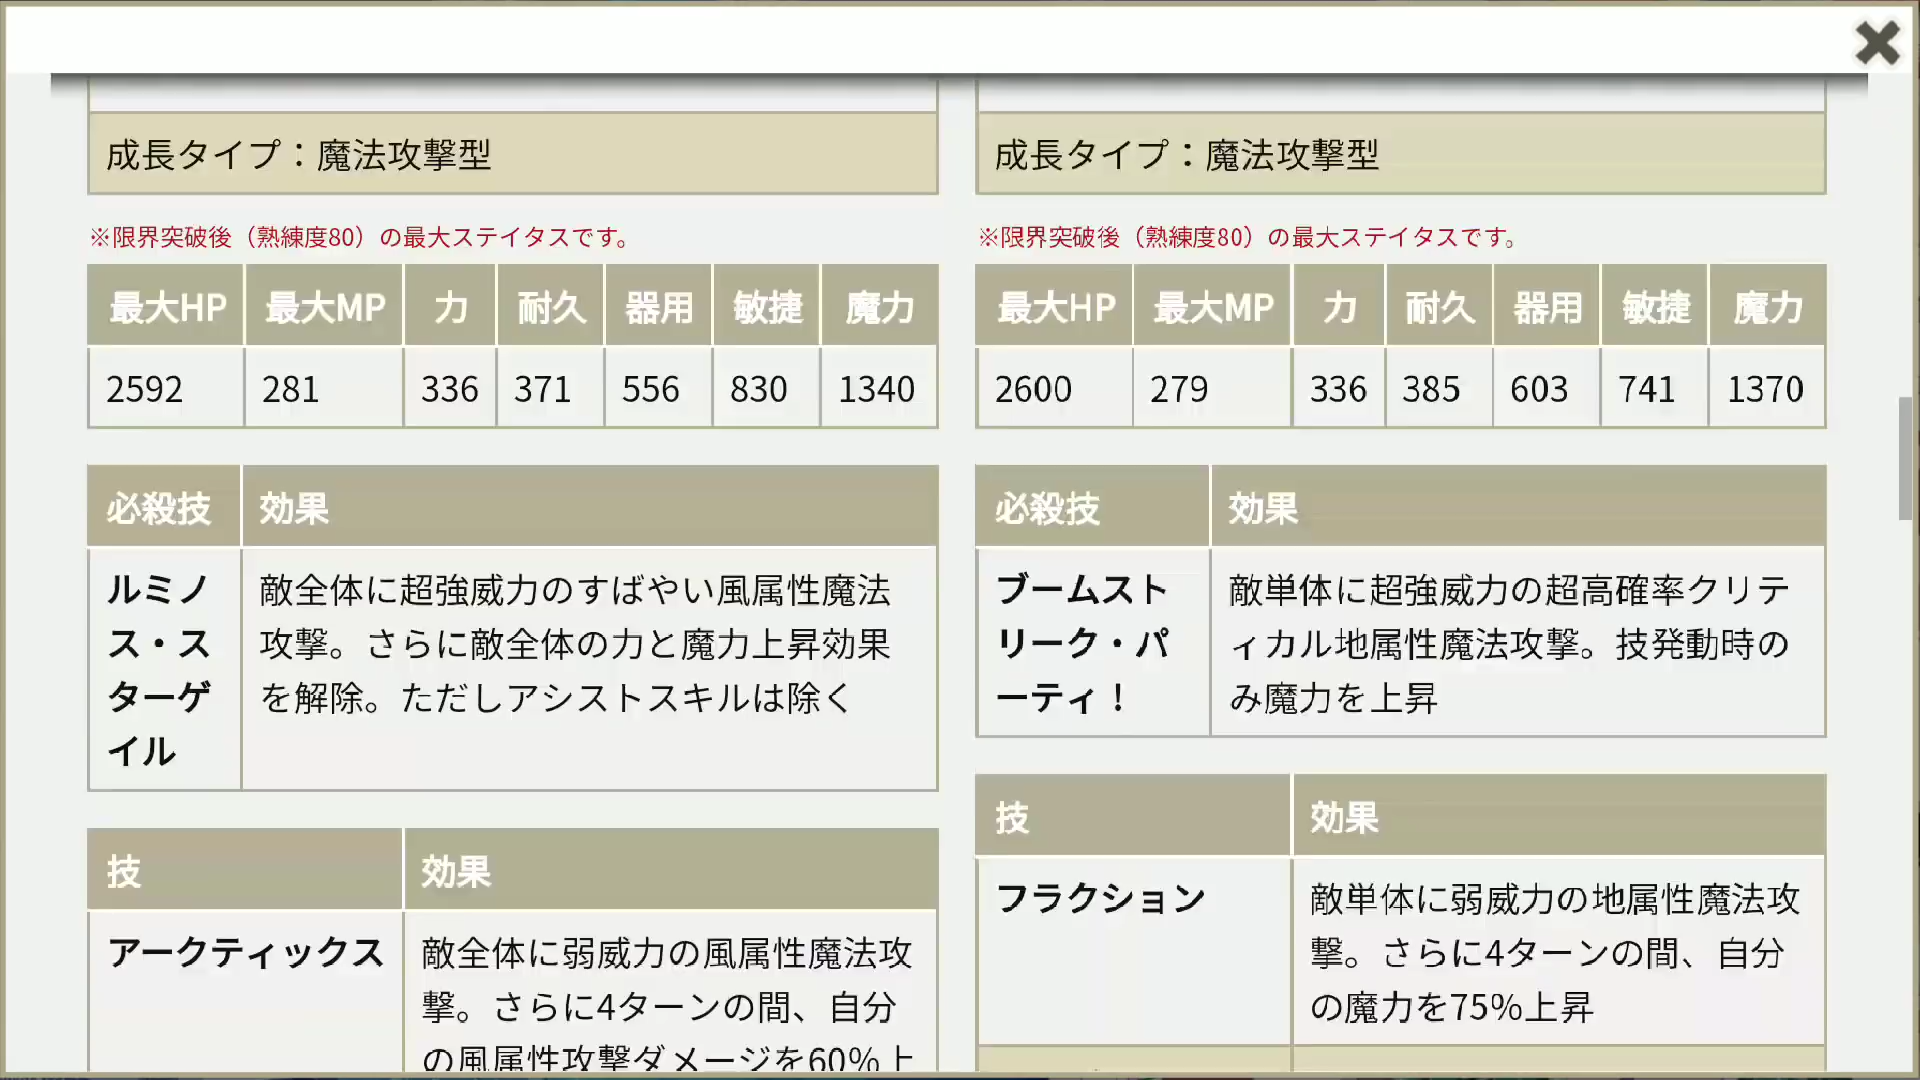 成長タイプ：魔法攻撃型
※限界突破後（熟練度80）の最大ステイタスです。
最大HP 最大MP 力 耐久 器用 敏捷 魔力
2592 281 336 371 556 830 1340
必殺技 効果
ルミノ
ス・ス
ターゲ
イル
敵全体に超強威力のすばやい風属性魔法
攻撃。さらに敵全体の力と魔力上昇効果
を解除。ただしアシストスキルは除く
技 効果
アークティックス
敵全体に弱威力の風属性魔法攻
撃。さらに4ターンの間、自分
の風属性攻撃ダメージを60%上
成長タイプ：魔法攻撃型
※限界突破後（熟練度80）の最大ステイタスです。
最大HP 最大MP 力 耐久 器用 敏捷 魔力
2600 279 336 385 603 741 1370
必殺技 効果
ブームスト
リーク・パ
ーティ！
敵単体に超強威力の超高確率クリテ
ィカル地属性魔法攻撃。技発動時の
み魔力を上昇
技 効果
フラクション
敵単体に弱威力の地属性魔法攻
撃。さらに4ターンの間、自分
の魔力を75%上昇